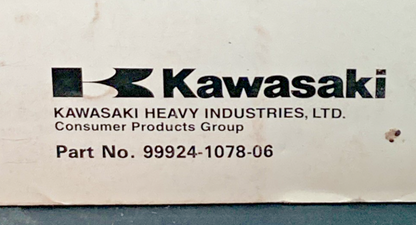 Kawasaki
KAWASAKI HEAVY INDUSTRIES, LTD.
Consumer Products Group
Part No. 99924-1078-06